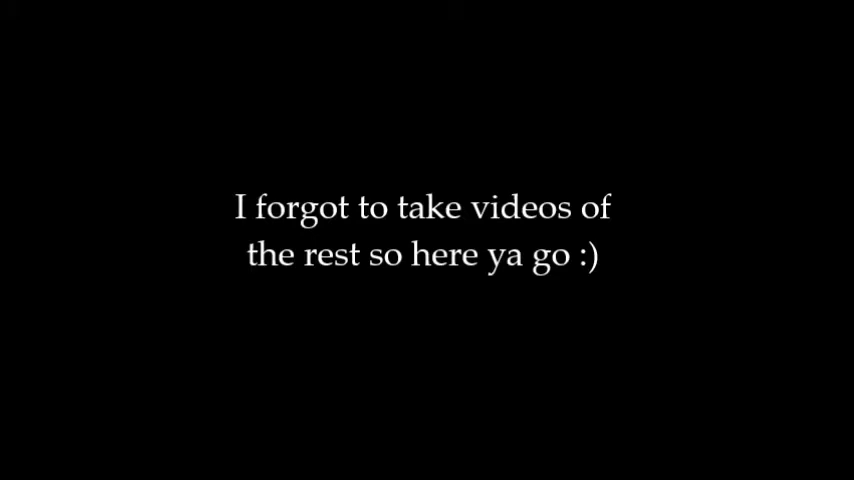 I forgot to take videos of
the rest so here ya go :)